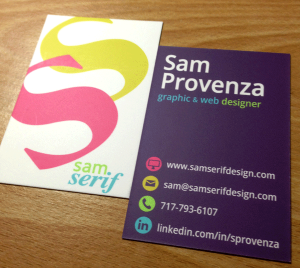 S
S
sam
serif
Sam
Provenza
graphic & web designer
www.samserifdesign.com
sam@samserifdesign.com
717-793-6107
linkedin.com/in/sprovenza